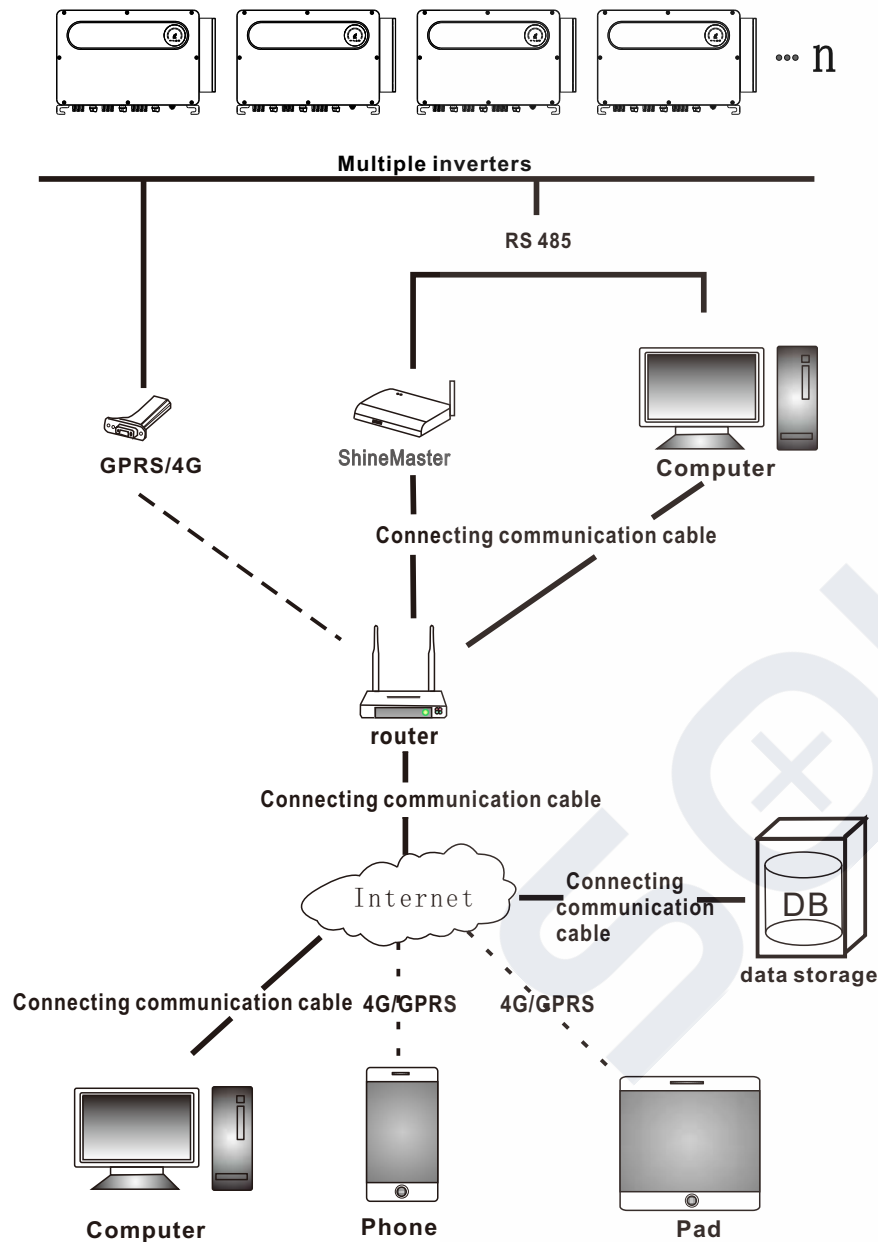 ··· n
Multiple inverters
RS 485
GPRS/4G
ShineMaster
Computer
Connecting communication cable
router
Connecting communication cable
Internet
Connecting
communication
cable
DB
data storage
Connecting communication cable
4G/GPRS
4G/GPRS
Computer
Phone
Pad